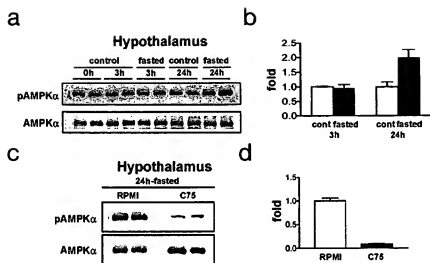 a
Hypothalamus
control fasted control fasted
0h 3h 3h 24h 24h
pAMPKα
AMPKα
b
fold
2.5
2.0
1.5
1.0
0.5
0.0
cont fasted cont fasted
3h 24h
c
Hypothalamus
24h-fasted
RPMI C75
pAMPKα
AMPKα
d
fold
1.5
1.0
0.5
0.0
RPMI C75